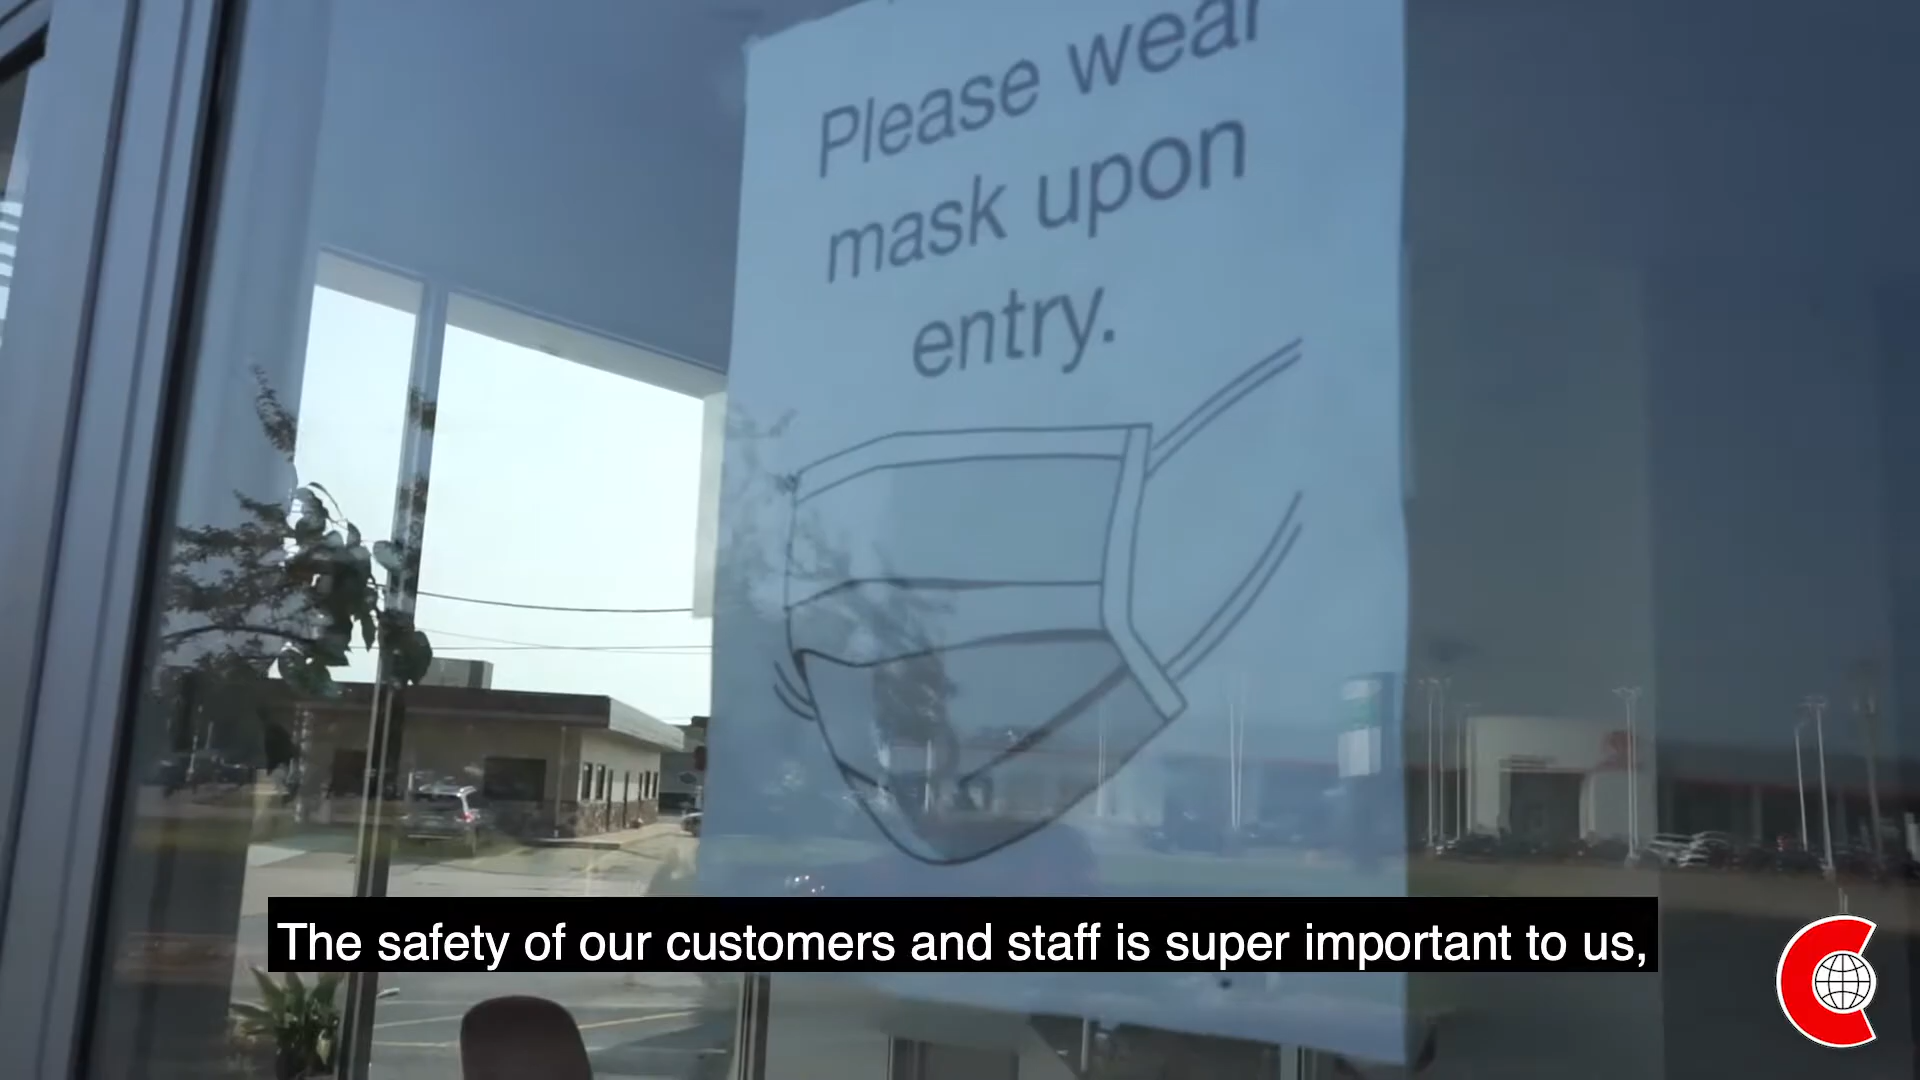 Please wear
mask upon
entry.
The safety of our customers and staff is super important to us,